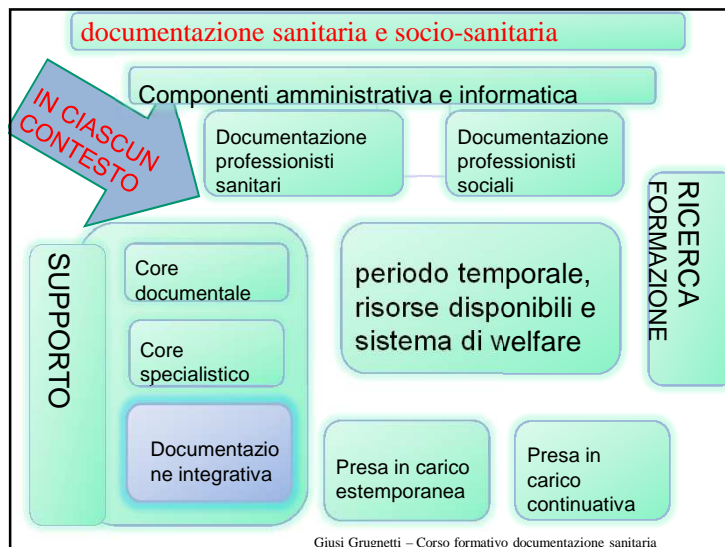 documentazione sanitaria e socio-sanitaria
Componenti amministrativa e informatica
IN CIASCUN
CONTESTO
Documentazione
professionisti
sanitari
Documentazione
professionisti
sociali
SUPPORTO
Core
documentale
Core
specialistico
Documentazio
ne integrativa
periodo temporale,
risorse disponibili e
sistema di welfare
RICERCA
FORMAZIONE
Presa in carico
estemporanea
Presa in
carico
continuativa
Giusi Grugnetti – Corso formativo documentazione sanitaria